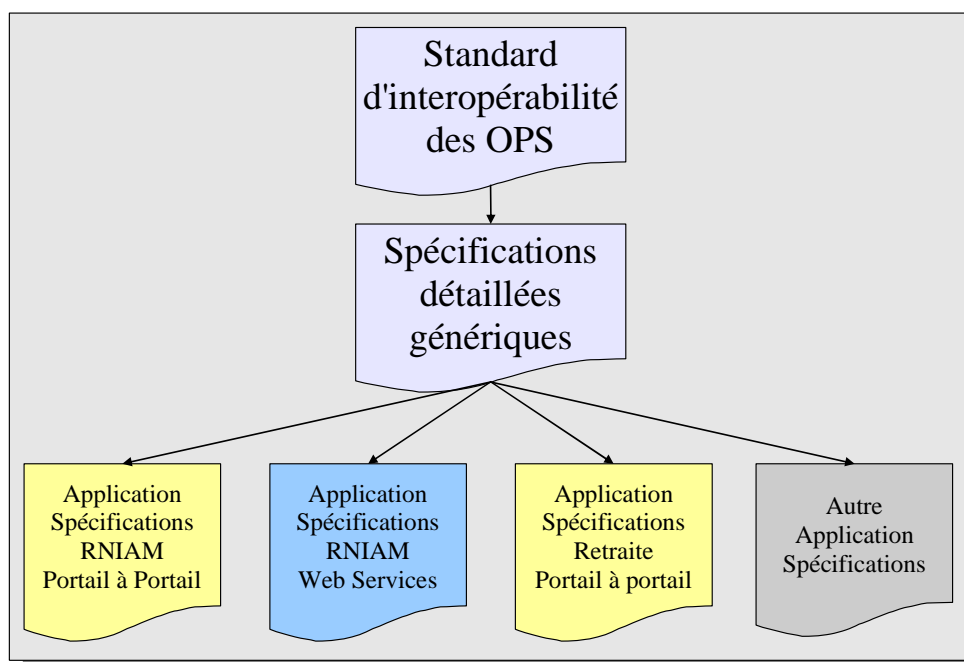 Standard
d'interopérabilité
des OPS
Spécifications
détaillées
génériques
Application
Spécifications
RNIAM
Portail à Portail
Application
Spécifications
RNIAM
Web Services
Application
Spécifications
Retraite
Portail à portail
Autre
Application
Spécifications